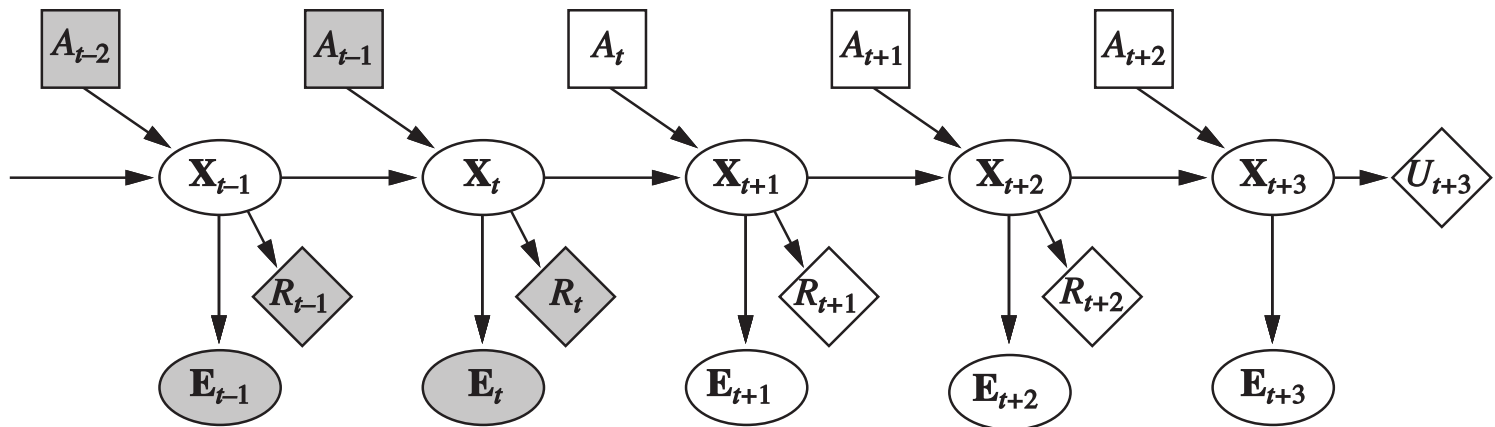 A_{t–2} A_{t–1} A_t A_{t+1} A_{t+2}
X_{t–1} X_t X_{t+1} X_{t+2} X_{t+3} U_{t+3}
R_{t–1} R_t R_{t+1} R_{t+2}
E_{t–1} E_t E_{t+1} E_{t+2} E_{t+3}